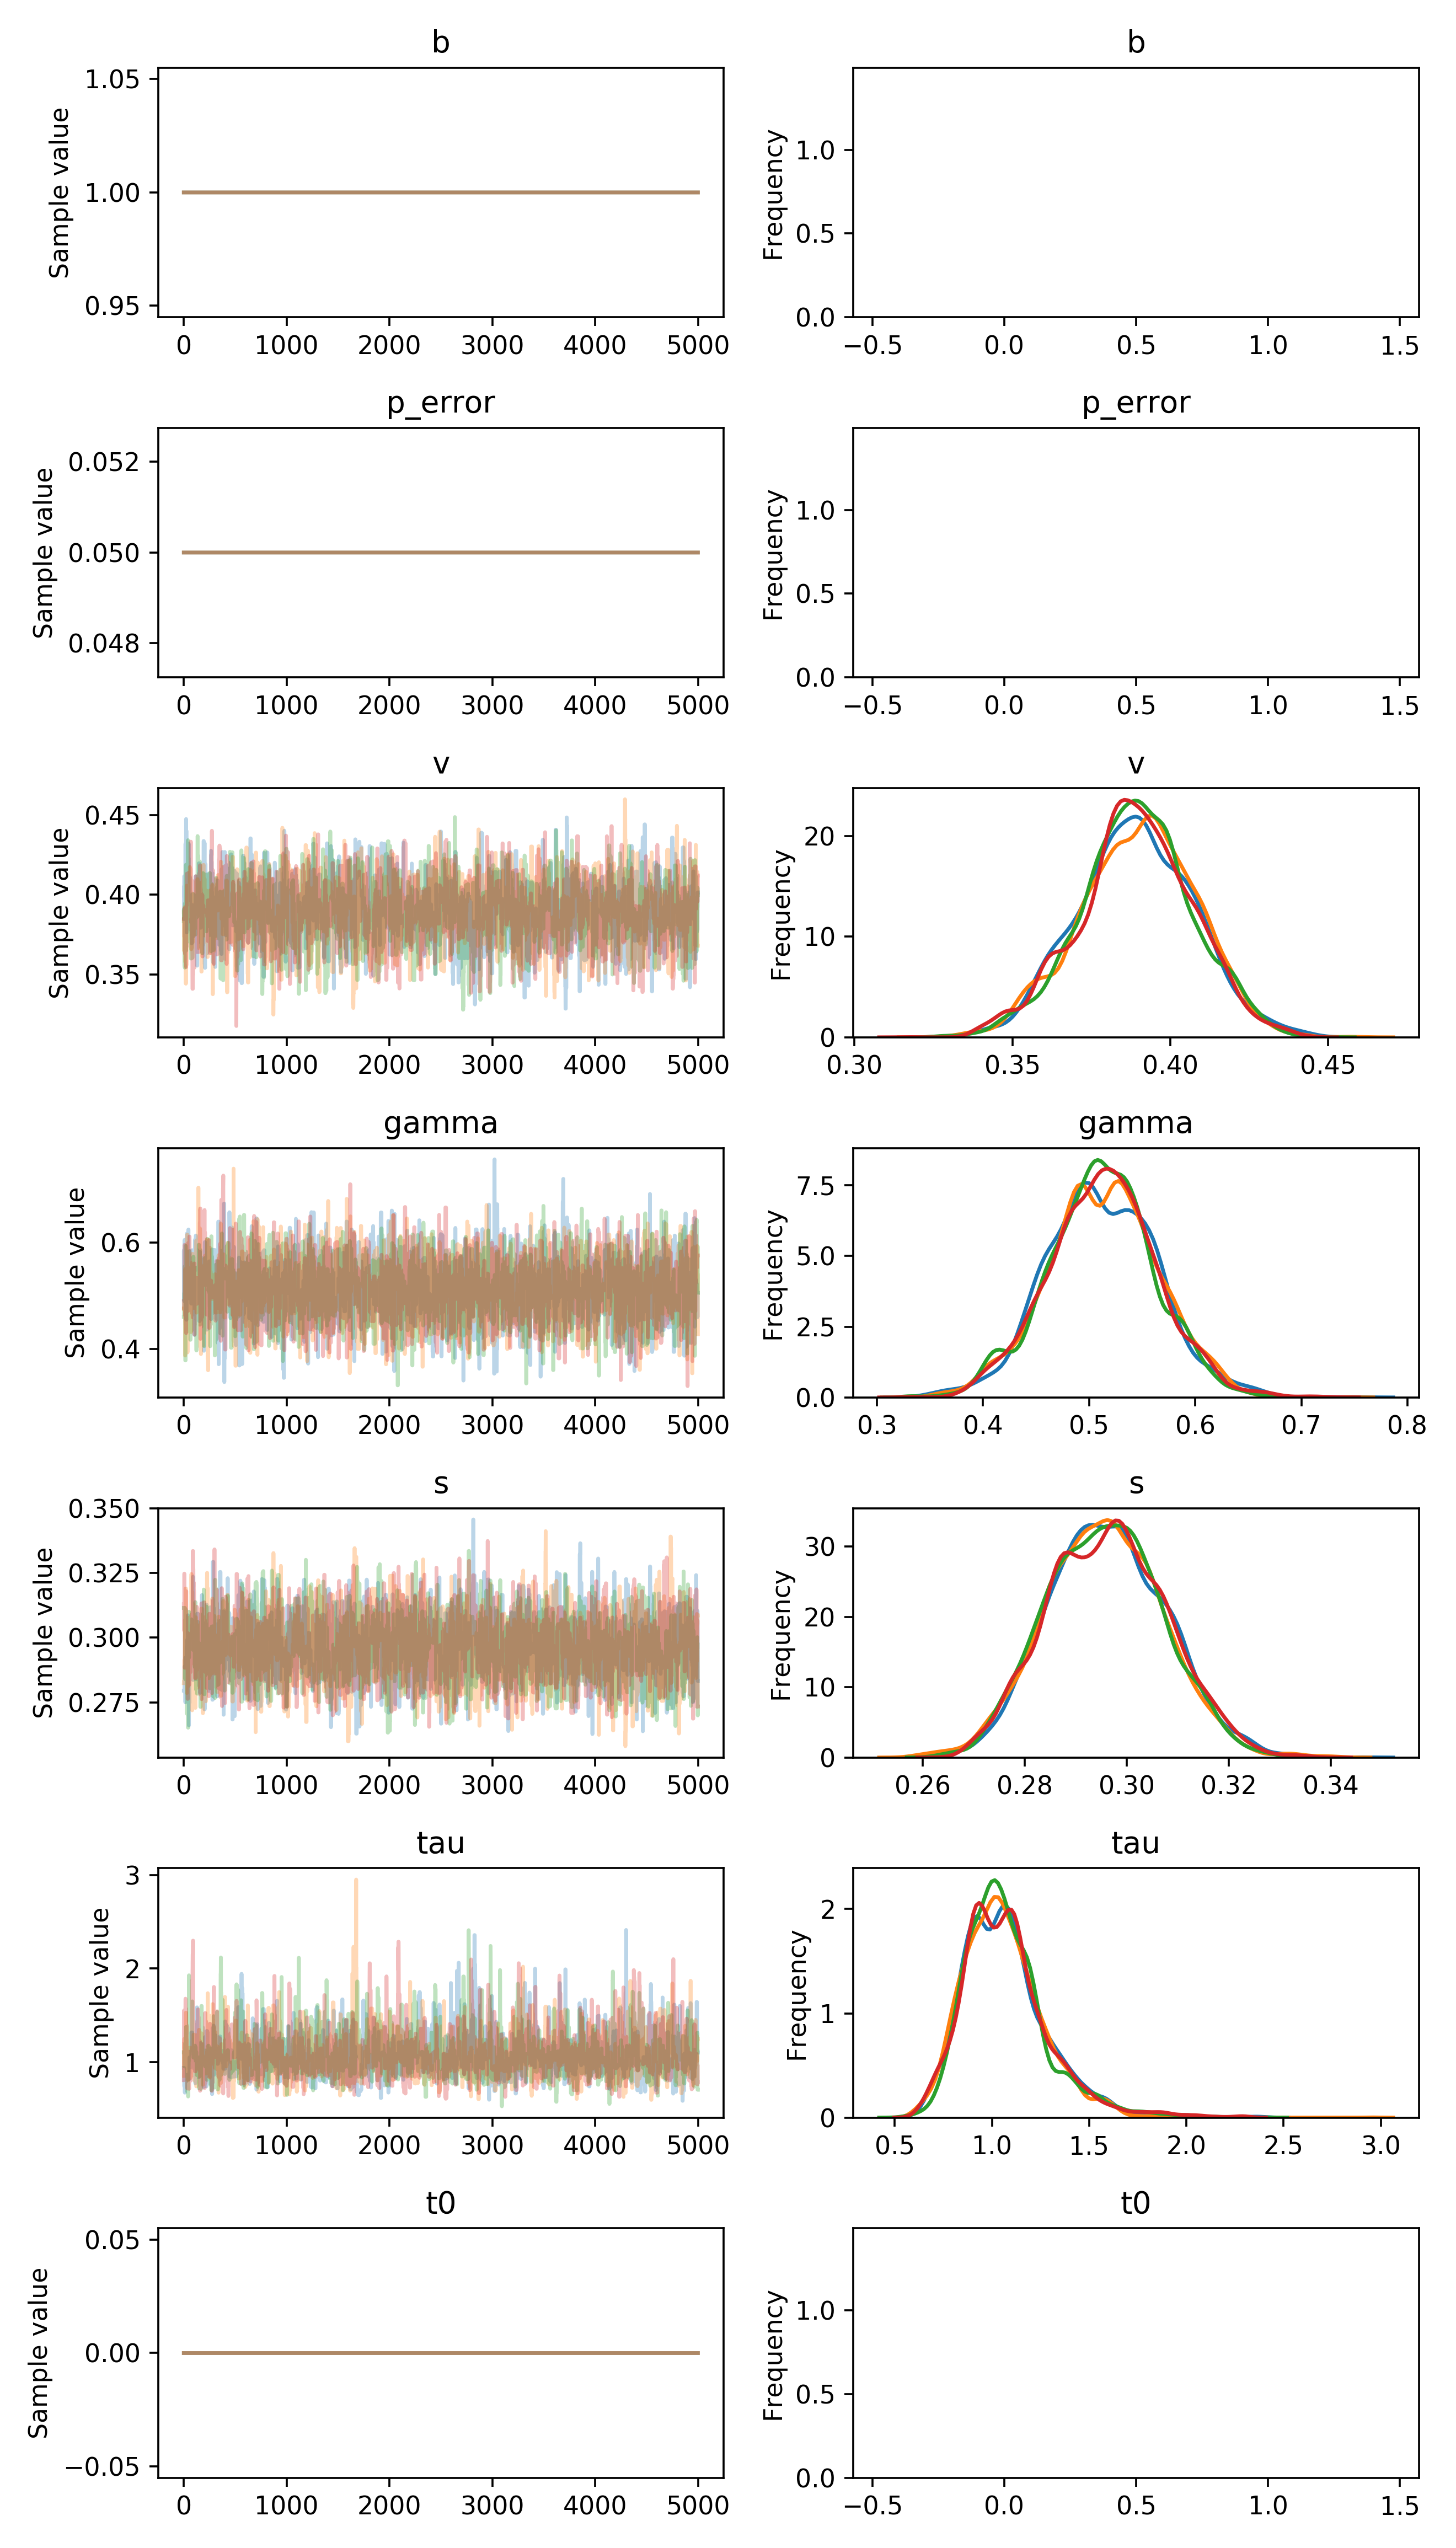 b
b
Sample value
1.05
1.00
0.95
0 1000 2000 3000 4000 5000
Frequency
1.0
0.5
0.0
−0.5 0.0 0.5 1.0 1.5
p_error
p_error
Sample value
0.052
0.050
0.048
0 1000 2000 3000 4000 5000
Frequency
1.0
0.5
0.0
−0.5 0.0 0.5 1.0 1.5
v
v
Sample value
0.45
0.40
0.35
0 1000 2000 3000 4000 5000
Frequency
20
10
0
0.30 0.35 0.40 0.45
gamma
gamma
Sample value
0.6
0.4
0 1000 2000 3000 4000 5000
Frequency
7.5
5.0
2.5
0.0
0.3 0.4 0.5 0.6 0.7 0.8
s
s
Sample value
0.350
0.325
0.300
0.275
0 1000 2000 3000 4000 5000
Frequency
30
20
10
0
0.26 0.28 0.30 0.32 0.34
tau
tau
Sample value
3
2
1
0 1000 2000 3000 4000 5000
Frequency
2
1
0
0.5 1.0 1.5 2.0 2.5 3.0
t0
t0
Sample value
0.05
0.00
−0.05
0 1000 2000 3000 4000 5000
Frequency
1.0
0.5
0.0
−0.5 0.0 0.5 1.0 1.5